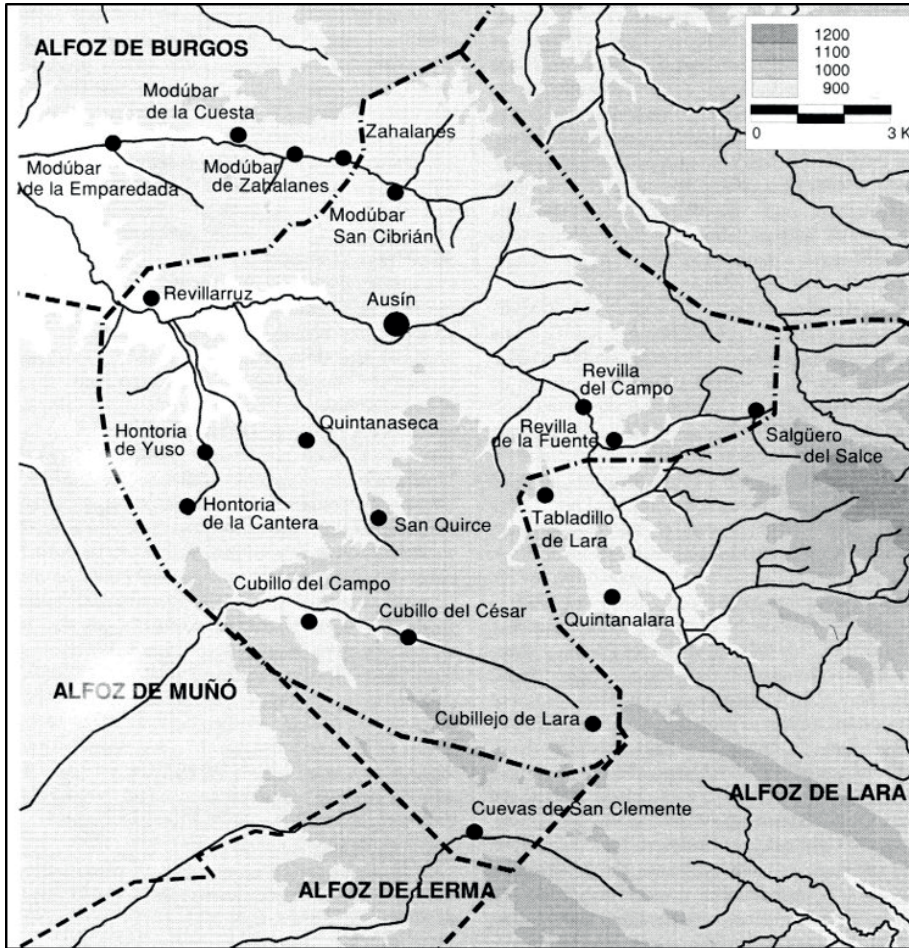 ALFOZ DE BURGOS
1200
1100
1000
900
0 3 K
Modúbar
de la Cuesta
Zahalanes
Modúbar
de la Emparedada
Modúbar
de Zahalanes
Modúbar
San Cibrián
Revillarruz
Ausín
Revilla
del Campo
Revilla
de la Fuente
Quintanaseca
Hontoria
de Yuso
Salgüero
del Salce
Hontoria
de la Cantera
San Quirce
Tabladillo
de Lara
Cubillo del Campo
Cubillo del César
Quintanalara
ALFOZ DE MUÑÓ
Cubillejo de Lara
ALFOZ DE LARA
Cuevas de San Clemente
ALFOZ DE LERMA